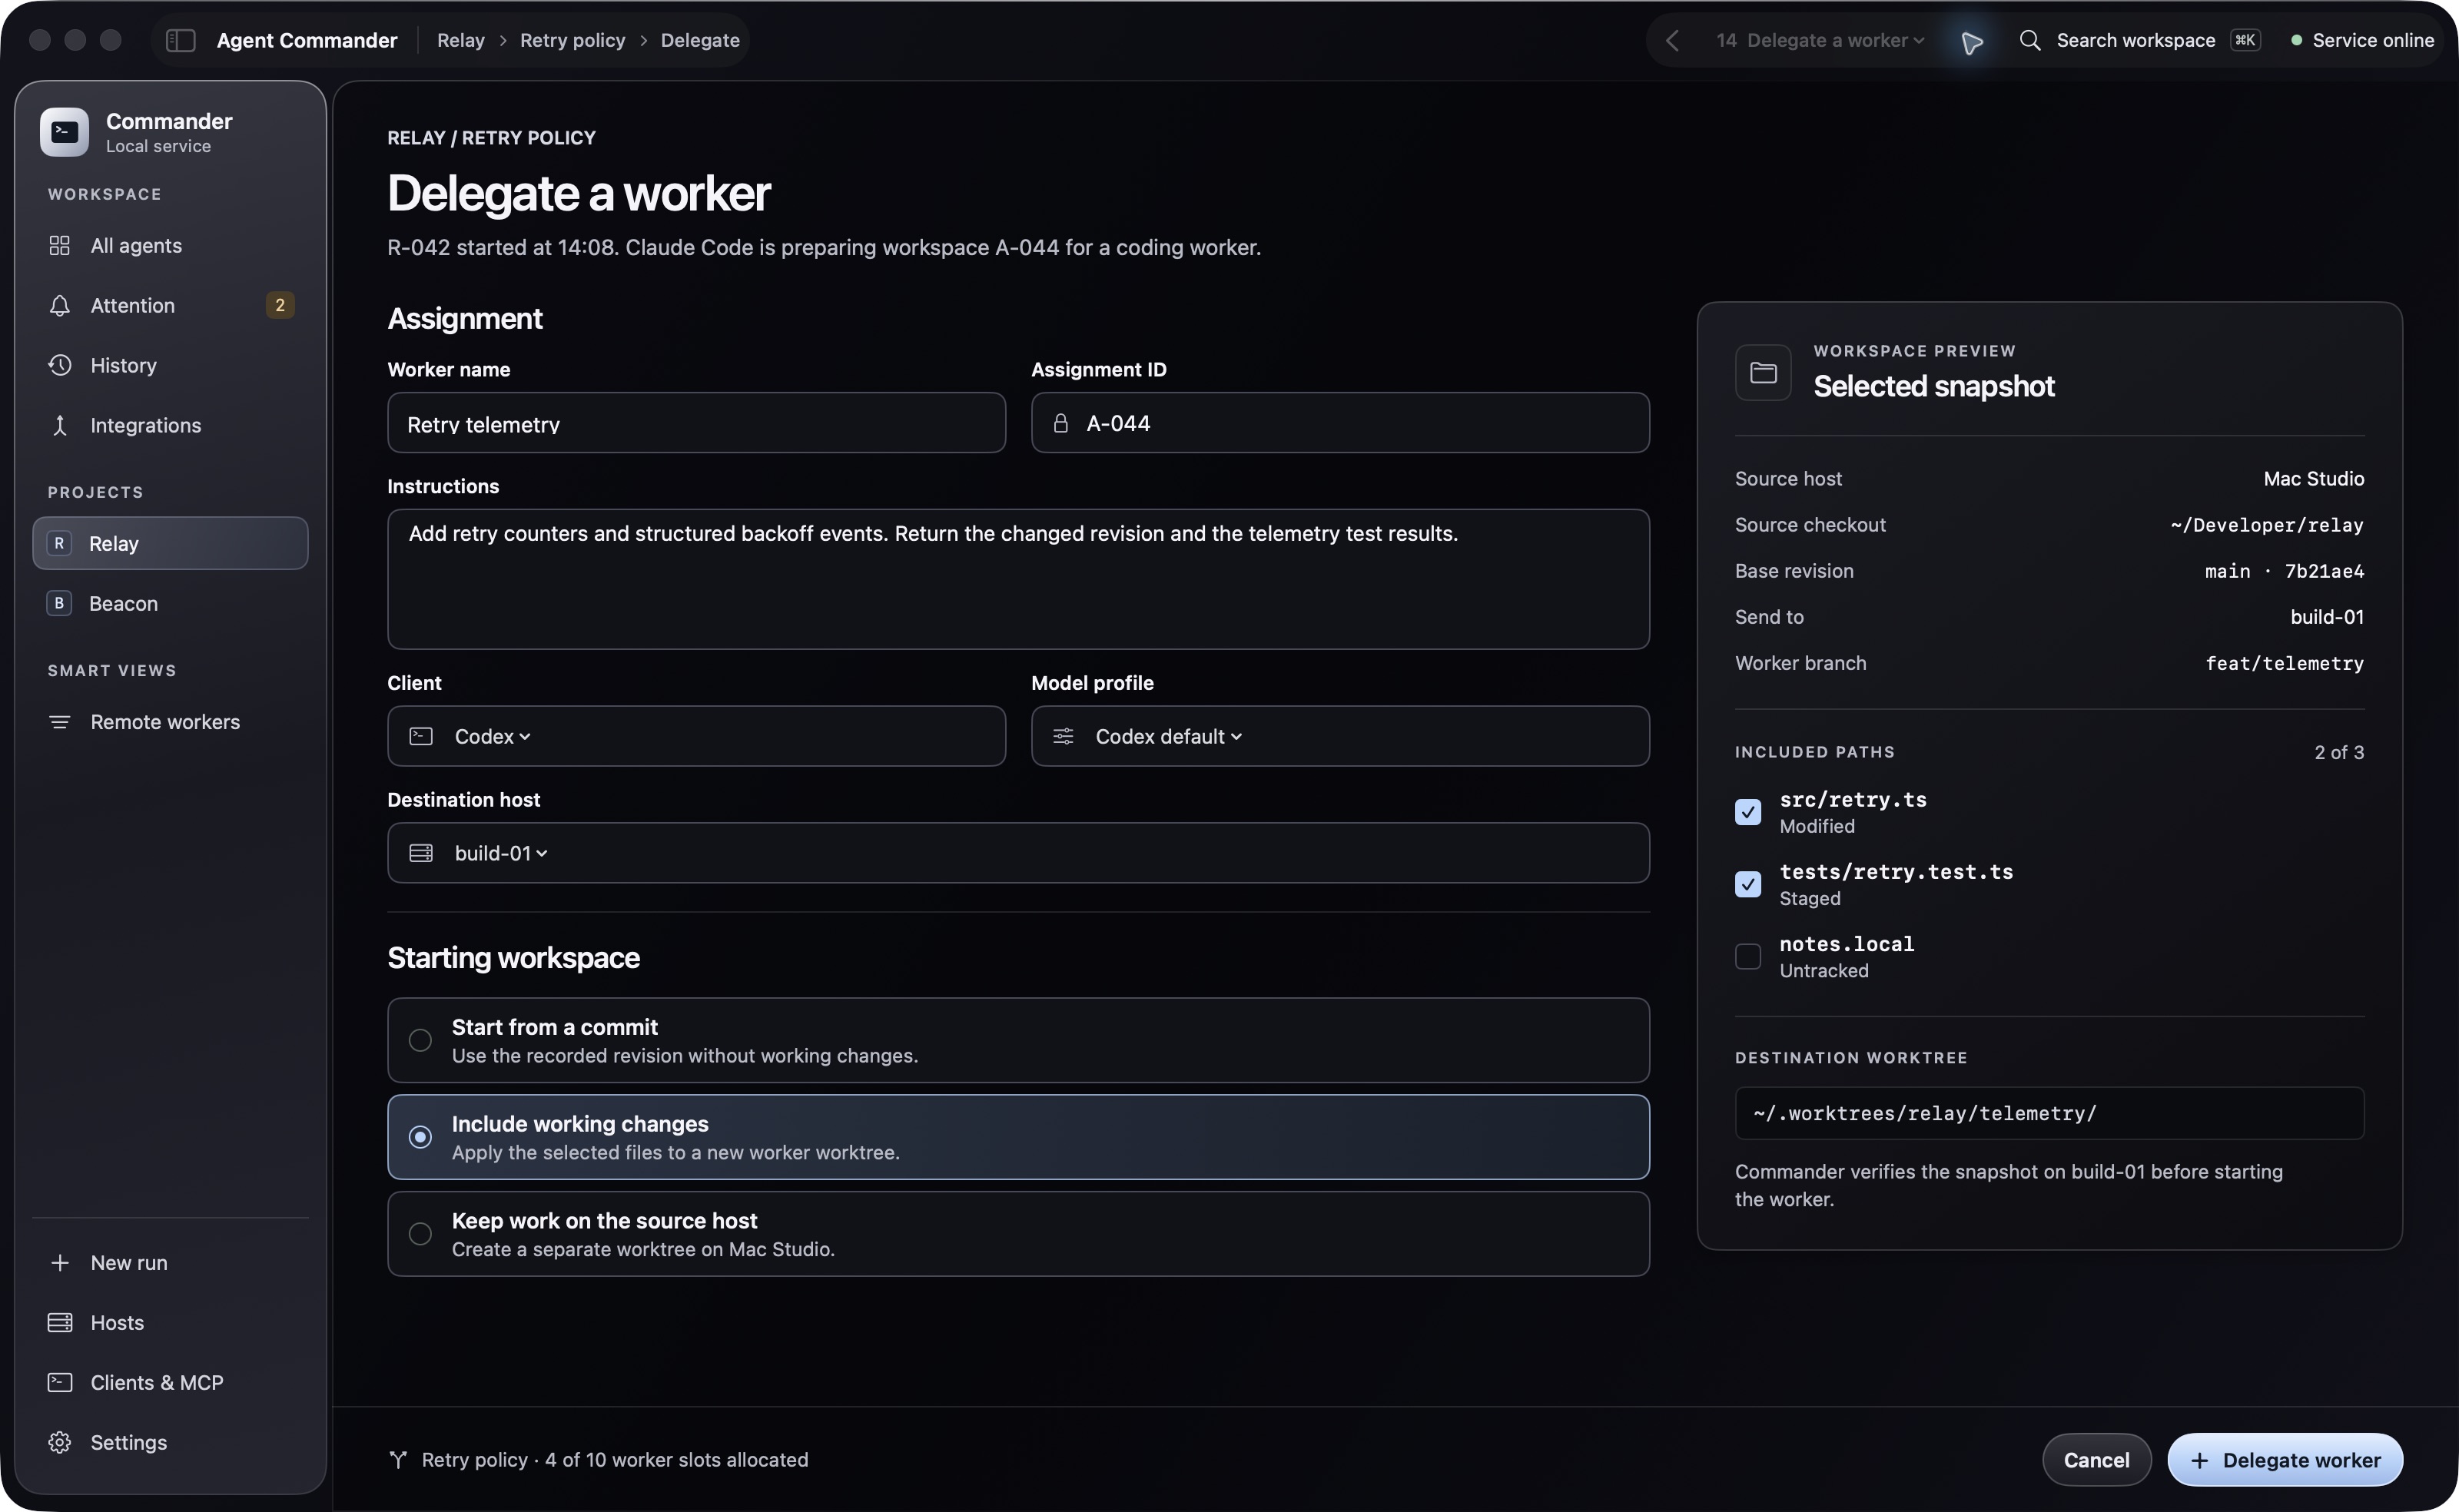 Agent Commander
Relay > Retry policy > Delegate
14 Delegate a worker
Search workspace ⌘K
Service online
Commander
Local service
WORKSPACE
All agents
Attention 2
History
Integrations
PROJECTS
R Relay
B Beacon
SMART VIEWS
Remote workers
New run
Hosts
Clients & MCP
Settings
RELAY / RETRY POLICY
Delegate a worker
R-042 started at 14:08. Claude Code is preparing workspace A-044 for a coding worker.
Assignment
Worker name
Retry telemetry
Assignment ID
A-044
Instructions
Add retry counters and structured backoff events. Return the changed revision and the telemetry test results.
Client
Codex
Model profile
Codex default
Destination host
build-01
Starting workspace
Start from a commit
Use the recorded revision without working changes.
Include working changes
Apply the selected files to a new worker worktree.
Keep work on the source host
Create a separate worktree on Mac Studio.
WORKSPACE PREVIEW
Selected snapshot
Source host Mac Studio
Source checkout ~/Developer/relay
Base revision main · 7b21ae4
Send to build-01
Worker branch feat/telemetry
INCLUDED PATHS 2 of 3
src/retry.ts
Modified
tests/retry.test.ts
Staged
notes.local
Untracked
DESTINATION WORKTREE
~/.worktrees/relay/telemetry/
Commander verifies the snapshot on build-01 before starting
the worker.
Retry policy · 4 of 10 worker slots allocated
Cancel
+ Delegate worker